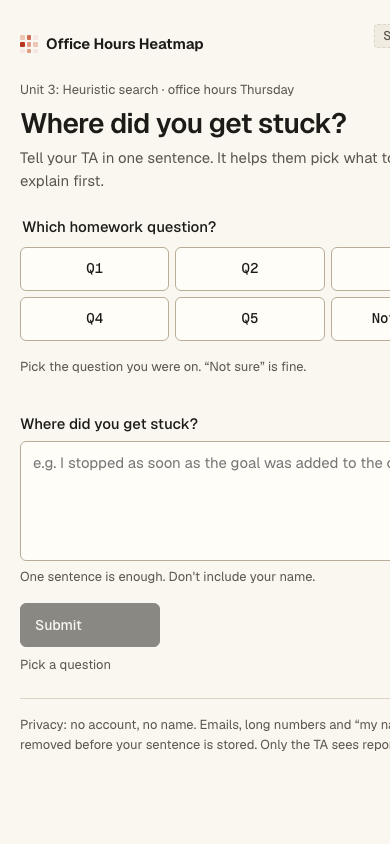 Office Hours Heatmap
Unit 3: Heuristic search · office hours Thursday
Where did you get stuck?
Tell your TA in one sentence. It helps them pick what to
explain first.
Which homework question?
Q1
Q2
Q4
Q5
Pick the question you were on. “Not sure” is fine.
Where did you get stuck?
e.g. I stopped as soon as the goal was added to the
One sentence is enough. Don't include your name.
Submit
Pick a question
Privacy: no account, no name. Emails, long numbers and “my
removed before your sentence is stored. Only the TA sees